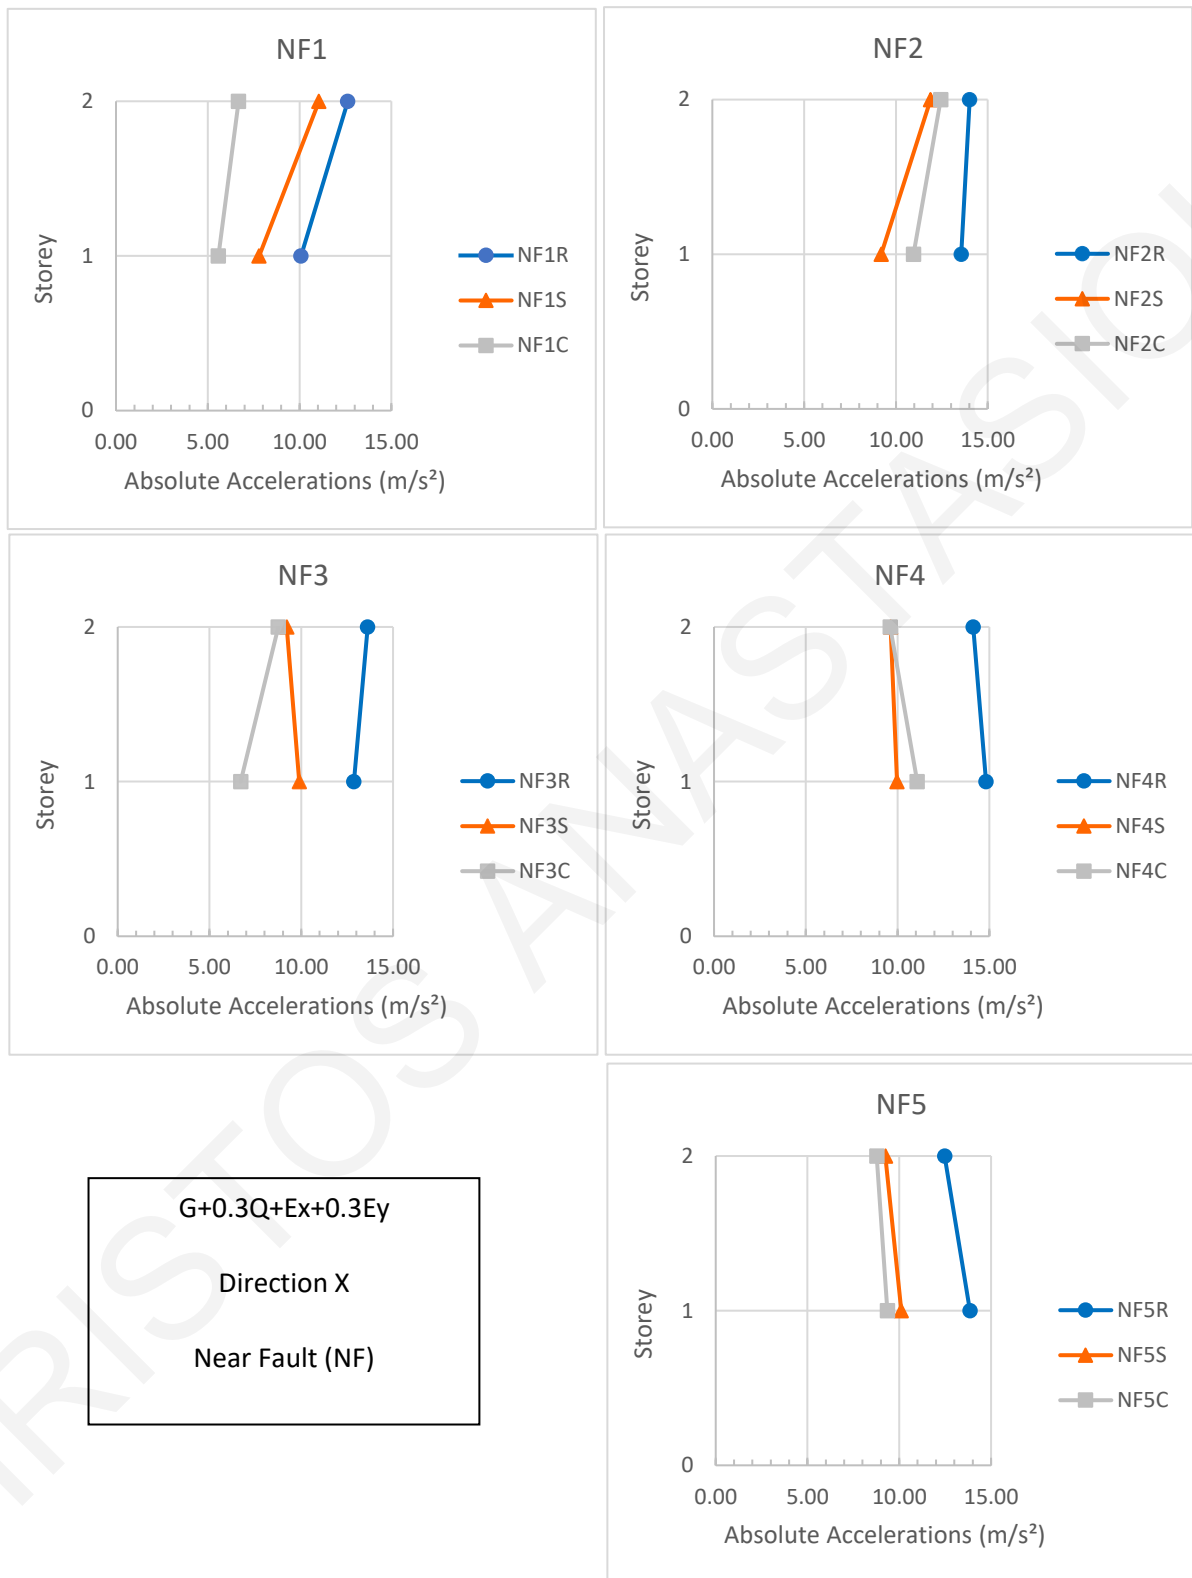 NF1
2
1
0
Storey
0.00 5.00 10.00 15.00
Absolute Accelerations (m/s²)
NF1R
NF1S
NF1C
NF2
2
1
0
Storey
0.00 5.00 10.00 15.00
Absolute Accelerations (m/s²)
NF2R
NF2S
NF2C
NF3
2
1
0
Storey
0.00 5.00 10.00 15.00
Absolute Accelerations (m/s²)
NF3R
NF3S
NF3C
NF4
2
1
0
Storey
0.00 5.00 10.00 15.00
Absolute Accelerations (m/s²)
NF4R
NF4S
NF4C
G+0.3Q+Ex+0.3Ey
Direction X
Near Fault (NF)
NF5
2
1
0
Storey
0.00 5.00 10.00 15.00
Absolute Accelerations (m/s²)
NF5R
NF5S
NF5C